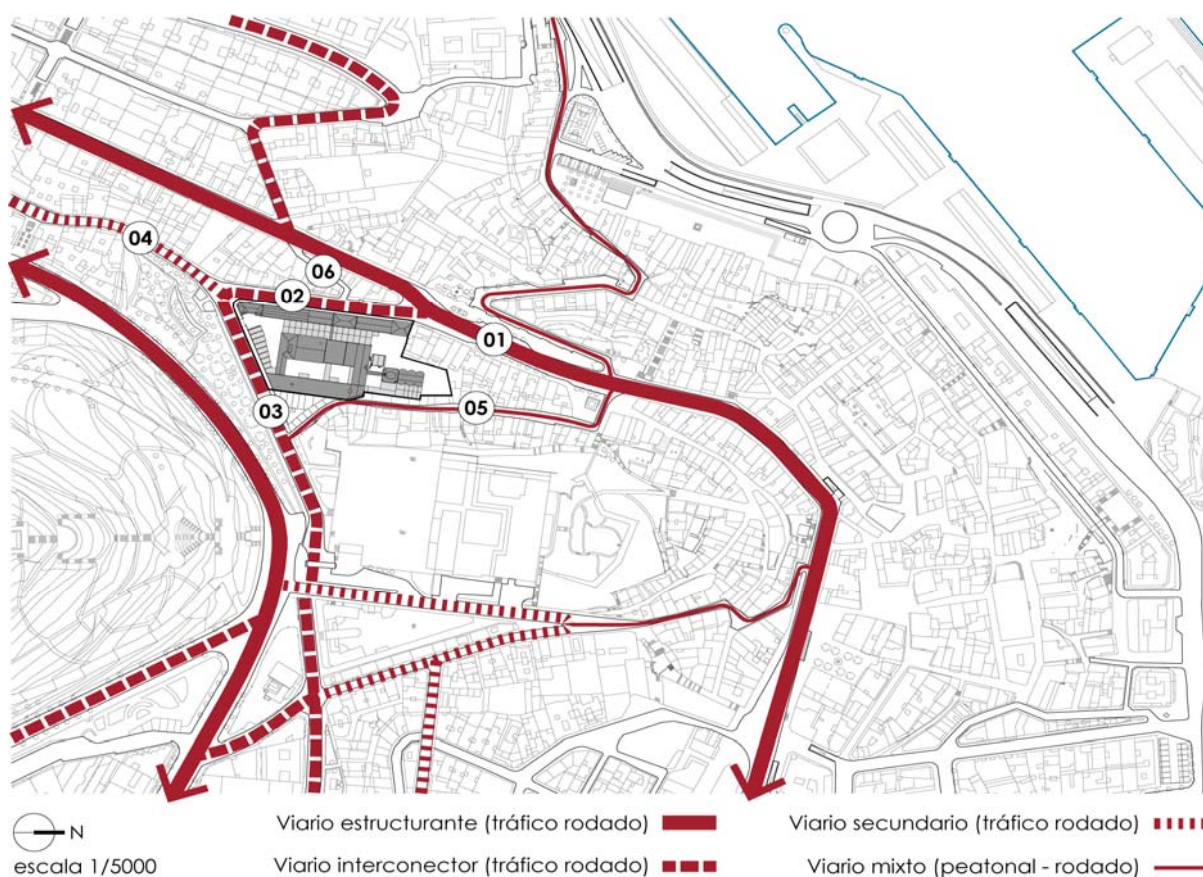 04
06
02
01
03
05
N
escala 1/5000
Viario estructurante (tráfico rodado)
Viario interconector (tráfico rodado)
Viario secundario (tráfico rodado)
Viario mixto (peatonal - rodado)